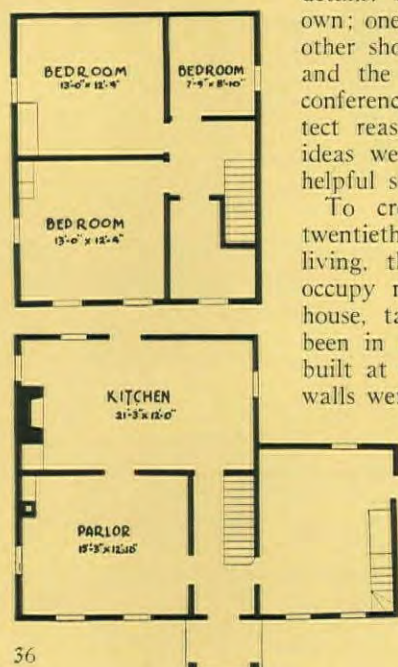 own; one
other sho
and the
conferenc
tect reas
ideas we
helpful s
To cre
twentieth
living, th
occupy r
house, ta
been in
built at
walls wer
BEDROOM
13'-0" x 12'-9"
BEDROOM
7'-9" x 8'-10"
BEDROOM
13'-0" x 12'-4"
KITCHEN
21'-3" x 12'-0"
PARLOR
15'-3" x 12'-10"
36